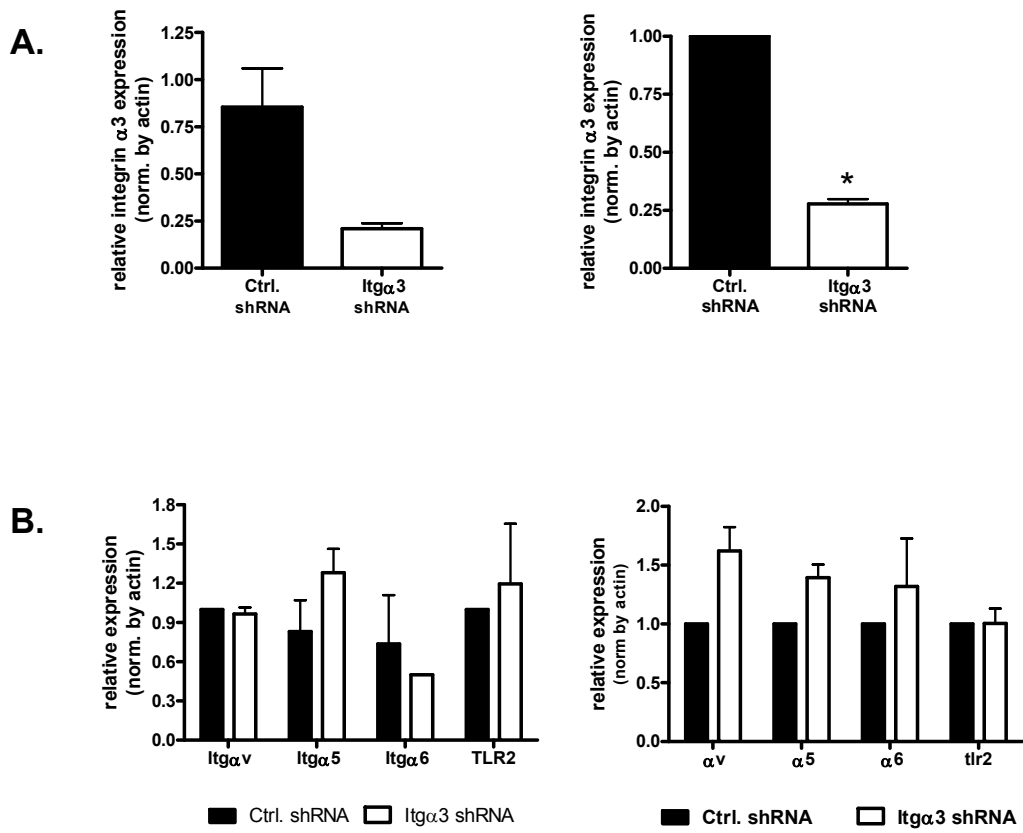 A.
relative integrin α3 expression
(norm. by actin)
1.25
1.00
0.75
0.50
0.25
0.00
Ctrl.
shRNA
Itgα3
shRNA
relative integrin α3 expression
(norm. by actin)
1.00
0.75
0.50
0.25
0.00
*
Ctrl.
shRNA
Itgα3
shRNA
B.
relative expression
(norm. by actin)
1.8
1.5
1.2
0.9
0.6
0.3
0.0
Itgαv
Itgα5
Itgα6
TLR2
Ctrl. shRNA
Itgα3 shRNA
relative expression
(norm by actin)
2.0
1.5
1.0
0.5
0.0
αv
α5
α6
tlr2
Ctrl. shRNA
Itgα3 shRNA